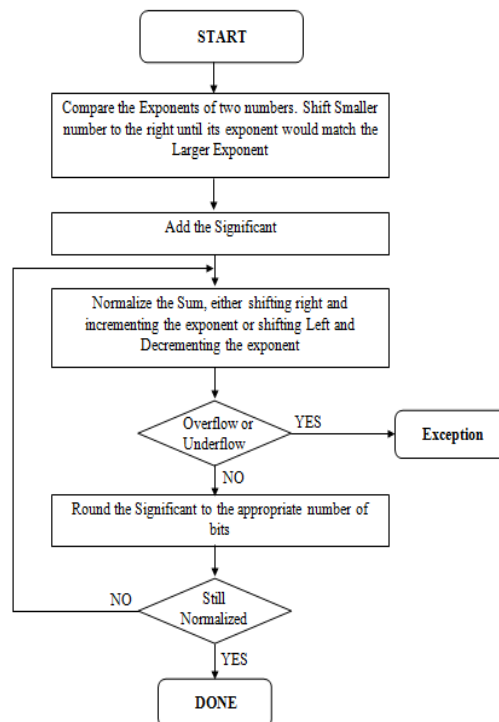 START
Compare the Exponents of two numbers. Shift Smaller
number to the right until its exponent would match the
Larger Exponent
Add the Significant
Normalize the Sum, either shifting right and
incrementing the exponent or shifting Left and
Decrementing the exponent
Overflow or
Underflow
YES
Exception
NO
Round the Significant to the appropriate number of
bits
NO
Still
Normalized
YES
DONE